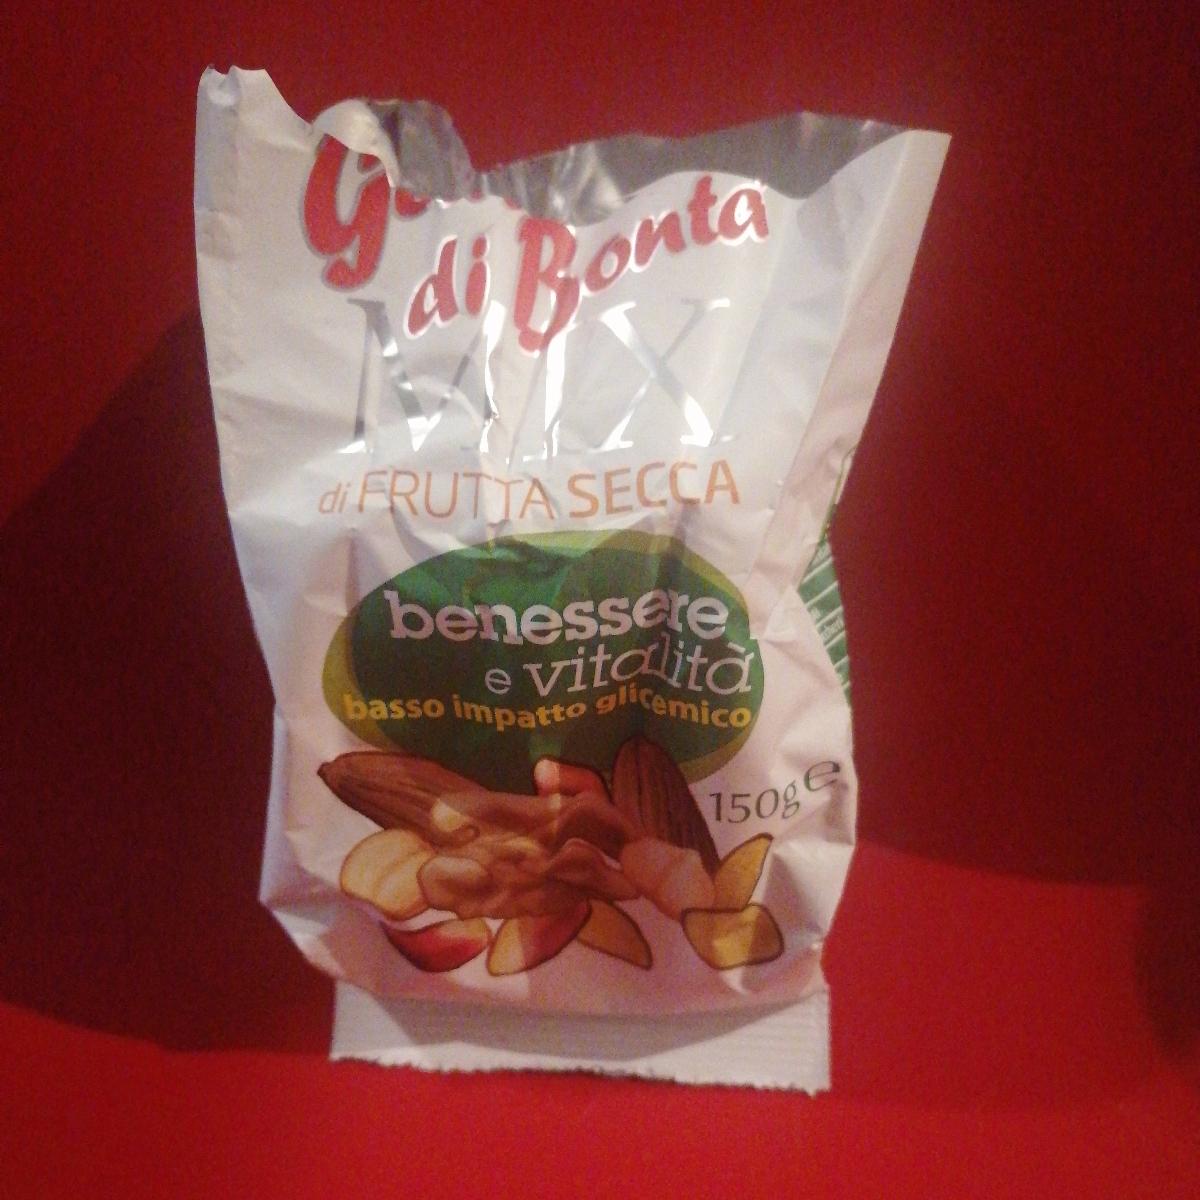 di Bontà
MIX
di FRUTTA SECCA
benessere
e vitalità
basso impatto glicemico
150g e